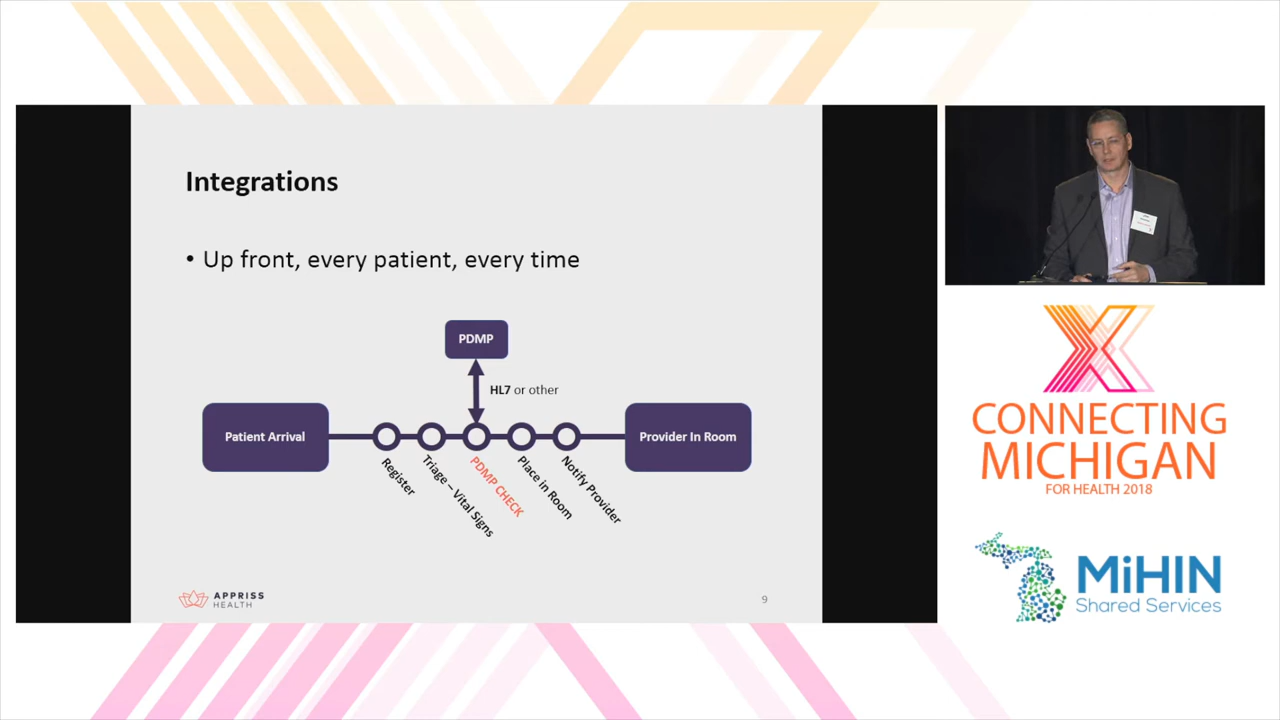 Integrations
• Up front, every patient, every time
PDMP
HL7 or other
Patient Arrival
Provider In Room
Register
Triage – Vital Signs
PDMP CHECK
Place in Room
Notify Provider
APPRISS
HEALTH
9
CONNECTING
MICHIGAN
FOR HEALTH 2018
MiHIN
Shared Services